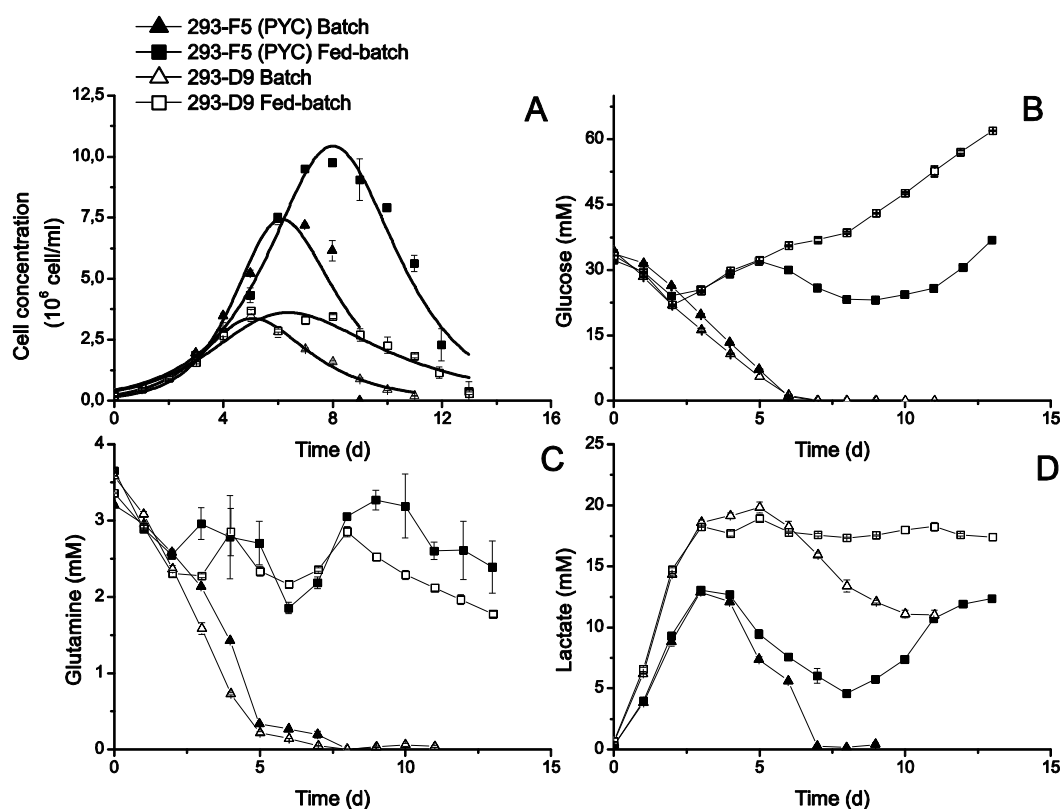 293-F5 (PYC) Batch
293-F5 (PYC) Fed-batch
293-D9 Batch
293-D9 Fed-batch
A
12,5
10,0
7,5
5,0
2,5
0,0
Cell concentration
(10⁶ cell/ml)
0 4 8 12 16
Time (d)
B
60
45
30
15
0
Glucose (mM)
0 5 10 15
Time (d)
C
4
3
2
1
0
Glutamine (mM)
0 5 10 15
Time (d)
D
25
20
15
10
5
0
Lactate (mM)
0 5 10 15
Time (d)